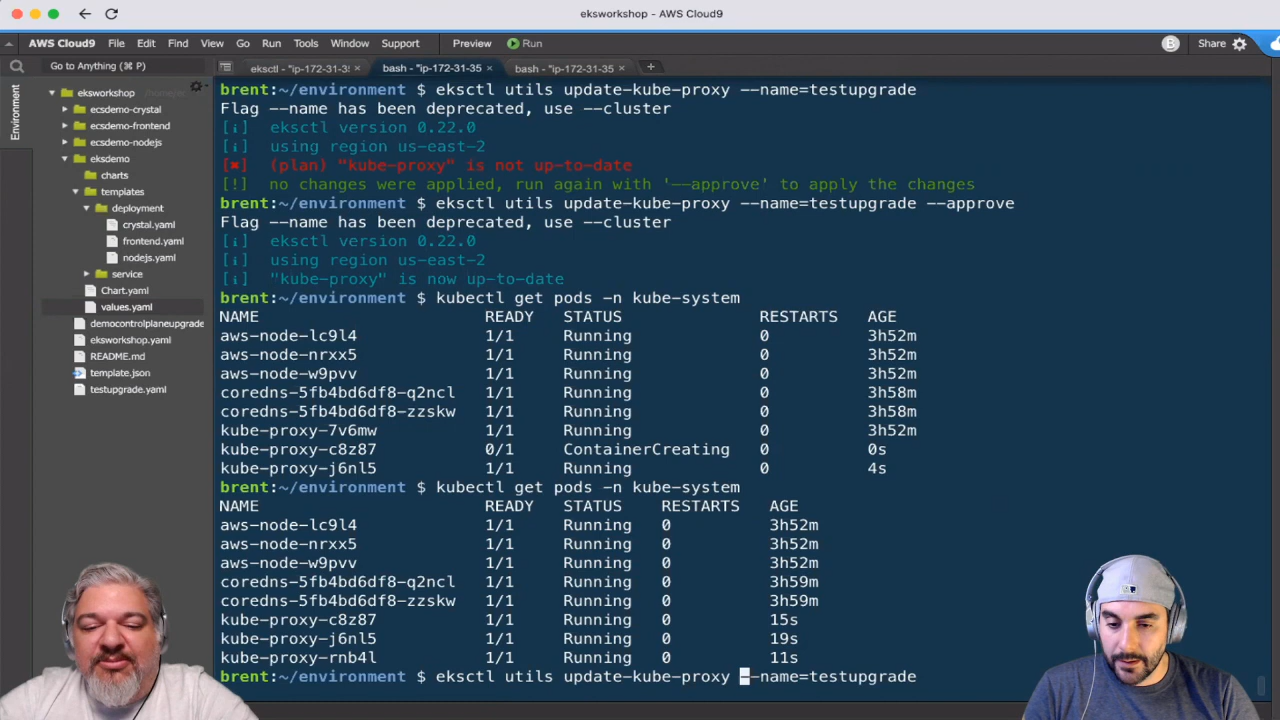 eksworkshop - AWS Cloud9
AWS Cloud9 File Edit Find View Go Run Tools Window Support Preview Run B Share
Go to Anything (⌘ P)
eksctl - "ip-172-31-35 × bash - "ip-172-31-35 × bash - "ip-172-31-35 ×
Environment
eksworkshop
ecsdemo-crystal
ecsdemo-frontend
ecsdemo-nodejs
eksdemo
charts
templates
deployment
crystal.yaml
frontend.yaml
nodejs.yaml
service
Chart.yaml
values.yaml
democontrolplaneupgrade
eksworkshop.yaml
README.md
template.json
testupgrade.yaml
brent:~/environment $ eksctl utils update-kube-proxy --name=testupgrade
Flag --name has been deprecated, use --cluster
[ℹ] eksctl version 0.22.0
[ℹ] using region us-east-2
[✖] (plan) "kube-proxy" is not up-to-date
[!] no changes were applied, run again with '--approve' to apply the changes
brent:~/environment $ eksctl utils update-kube-proxy --name=testupgrade --approve
Flag --name has been deprecated, use --cluster
[ℹ] eksctl version 0.22.0
[ℹ] using region us-east-2
[ℹ] "kube-proxy" is now up-to-date
brent:~/environment $ kubectl get pods -n kube-system
NAME READY STATUS RESTARTS AGE
aws-node-lc9l4 1/1 Running 0 3h52m
aws-node-nrxx5 1/1 Running 0 3h52m
aws-node-w9pvv 1/1 Running 0 3h52m
coredns-5fb4bd6df8-q2ncl 1/1 Running 0 3h58m
coredns-5fb4bd6df8-zzskw 1/1 Running 0 3h58m
kube-proxy-7v6mw 1/1 Running 0 3h52m
kube-proxy-c8z87 0/1 ContainerCreating 0 0s
kube-proxy-j6nl5 1/1 Running 0 4s
brent:~/environment $ kubectl get pods -n kube-system
NAME READY STATUS RESTARTS AGE
aws-node-lc9l4 1/1 Running 0 3h52m
aws-node-nrxx5 1/1 Running 0 3h52m
aws-node-w9pvv 1/1 Running 0 3h52m
coredns-5fb4bd6df8-q2ncl 1/1 Running 0 3h59m
coredns-5fb4bd6df8-zzskw 1/1 Running 0 3h59m
kube-proxy-c8z87 1/1 Running 0 15s
kube-proxy-j6nl5 1/1 Running 0 19s
kube-proxy-rnb4l 1/1 Running 0 11s
brent:~/environment $ eksctl utils update-kube-proxy --name=testupgrade